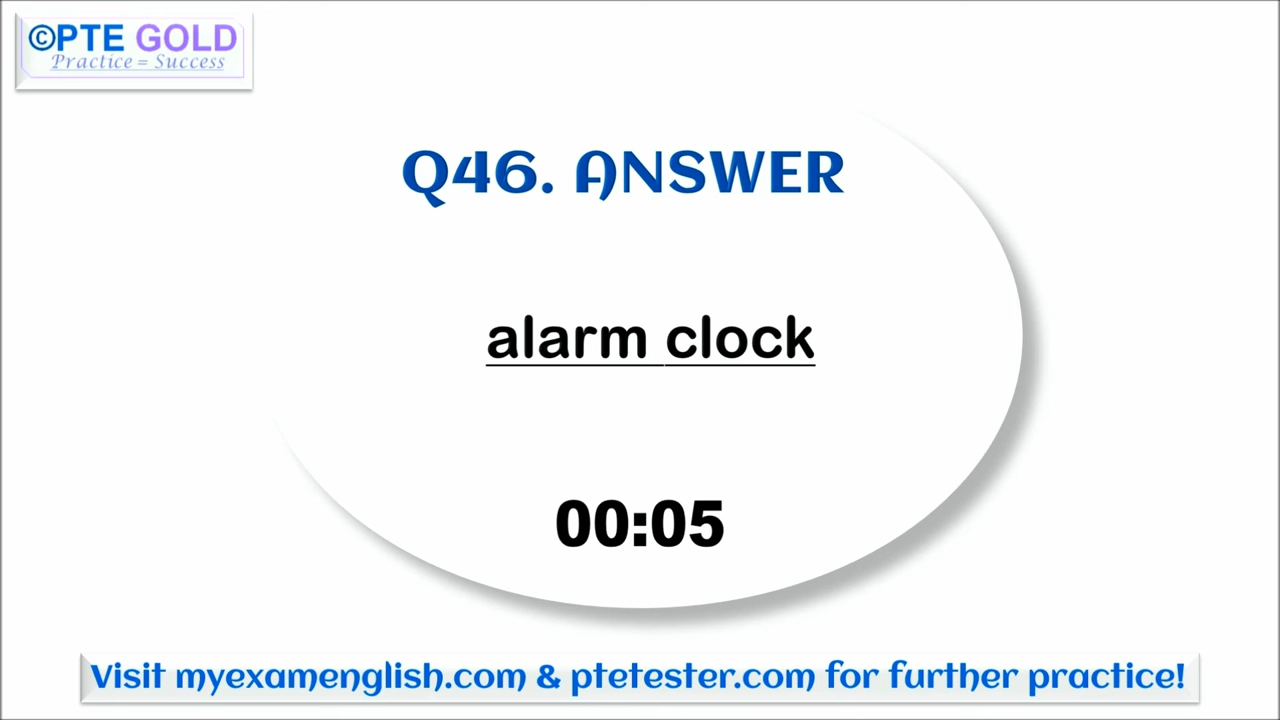 ©PTE GOLD
Practice = Success
Q46. ANSWER
alarm clock
00:05
Visit myexamenglish.com & ptetester.com for further practice!